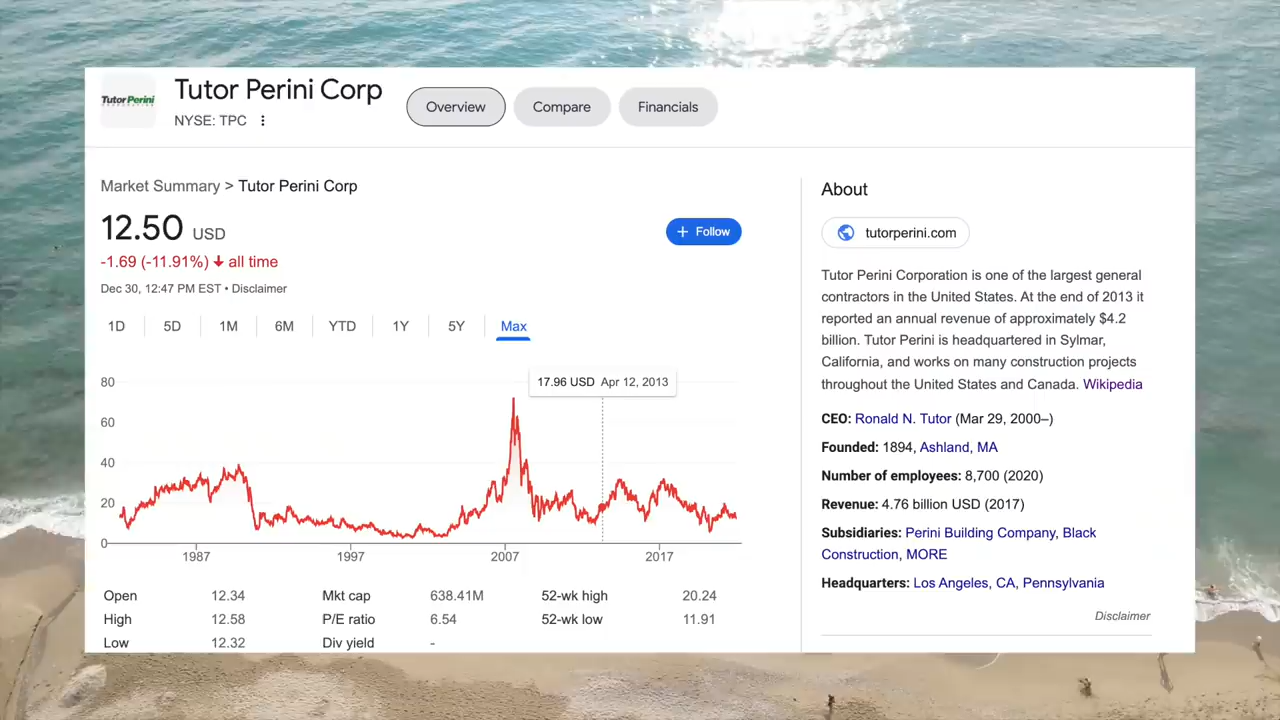 Tutor Perini
CORPORATION
Tutor Perini Corp
NYSE: TPC
Overview
Compare
Financials
Market Summary > Tutor Perini Corp
12.50 USD
+ Follow
-1.69 (-11.91%) ↓ all time
Dec 30, 12:47 PM EST • Disclaimer
1D 5D 1M 6M YTD 1Y 5Y Max
17.96 USD Apr 12, 2013
80
60
40
20
0
1987 1997 2007 2017
Open 12.34 Mkt cap 638.41M 52-wk high 20.24
High 12.58 P/E ratio 6.54 52-wk low 11.91
Low 12.32 Div yield -
About
tutorperini.com
Tutor Perini Corporation is one of the largest general
contractors in the United States. At the end of 2013 it
reported an annual revenue of approximately $4.2
billion. Tutor Perini is headquartered in Sylmar,
California, and works on many construction projects
throughout the United States and Canada. Wikipedia
CEO: Ronald N. Tutor (Mar 29, 2000–)
Founded: 1894, Ashland, MA
Number of employees: 8,700 (2020)
Revenue: 4.76 billion USD (2017)
Subsidiaries: Perini Building Company, Black
Construction, MORE
Headquarters: Los Angeles, CA, Pennsylvania
Disclaimer